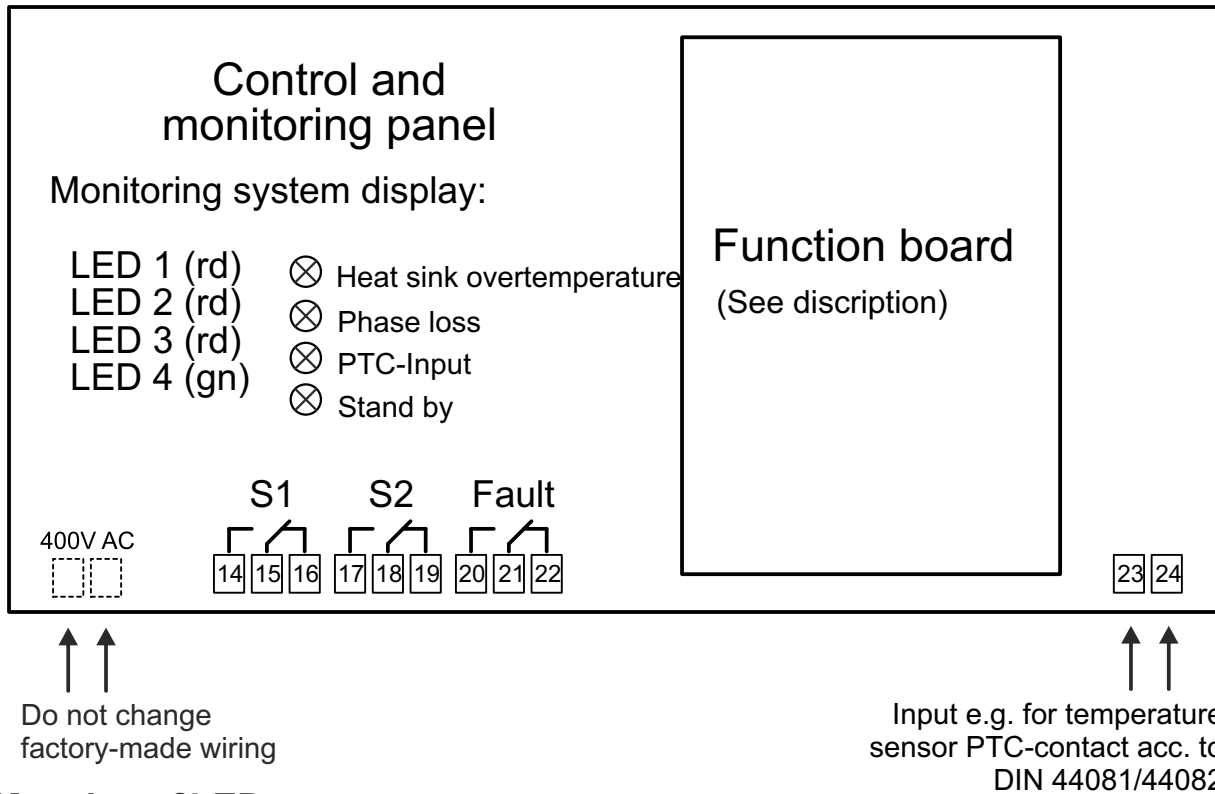 Control and
monitoring panel
Monitoring system display:
LED 1 (rd)
LED 2 (rd)
LED 3 (rd)
LED 4 (gn)
Heat sink overtemperature
Phase loss
PTC-Input
Stand by
Function board
(See discription)
S1 S2 Fault
400V AC
14 15 16 17 18 19 20 21 22
23 24
Do not change
factory-made wiring
Input e.g. for temperature
sensor PTC-contact acc. to
DIN 44081/44082